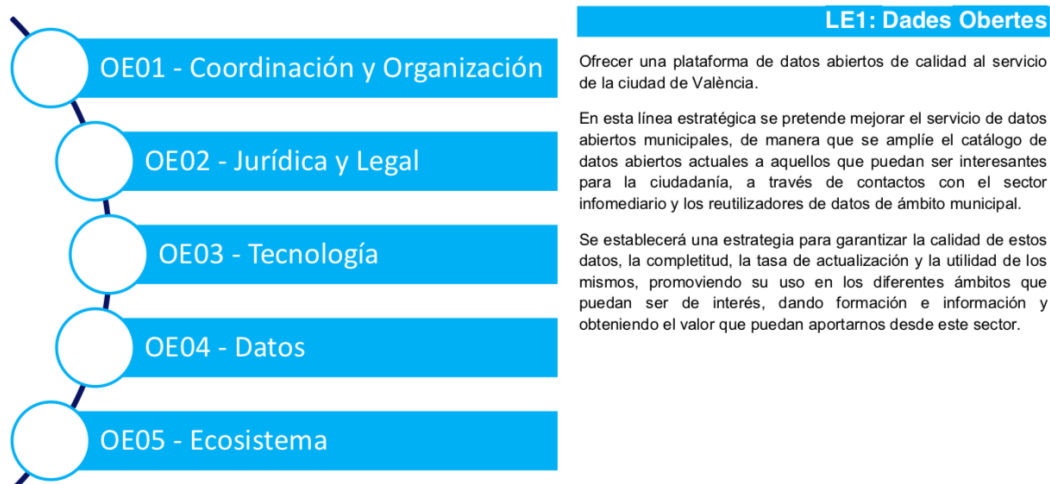 OE01 - Coordinación y Organización
OE02 - Jurídica y Legal
OE03 - Tecnología
OE04 - Datos
OE05 - Ecosistema
LE1: Dades Obertes
Ofrecer una plataforma de datos abiertos de calidad al servicio
de la ciudad de València.
En esta línea estratégica se pretende mejorar el servicio de datos
abiertos municipales, de manera que se amplíe el catálogo de
datos abiertos actuales a aquellos que puedan ser interesantes
para la ciudadanía, a través de contactos con el sector
infomediario y los reutilizadores de datos de ámbito municipal.
Se establecerá una estrategia para garantizar la calidad de estos
datos, la completitud, la tasa de actualización y la utilidad de los
mismos, promoviendo su uso en los diferentes ámbitos que
puedan ser de interés, dando formación e información y
obteniendo el valor que puedan aportarnos desde este sector.